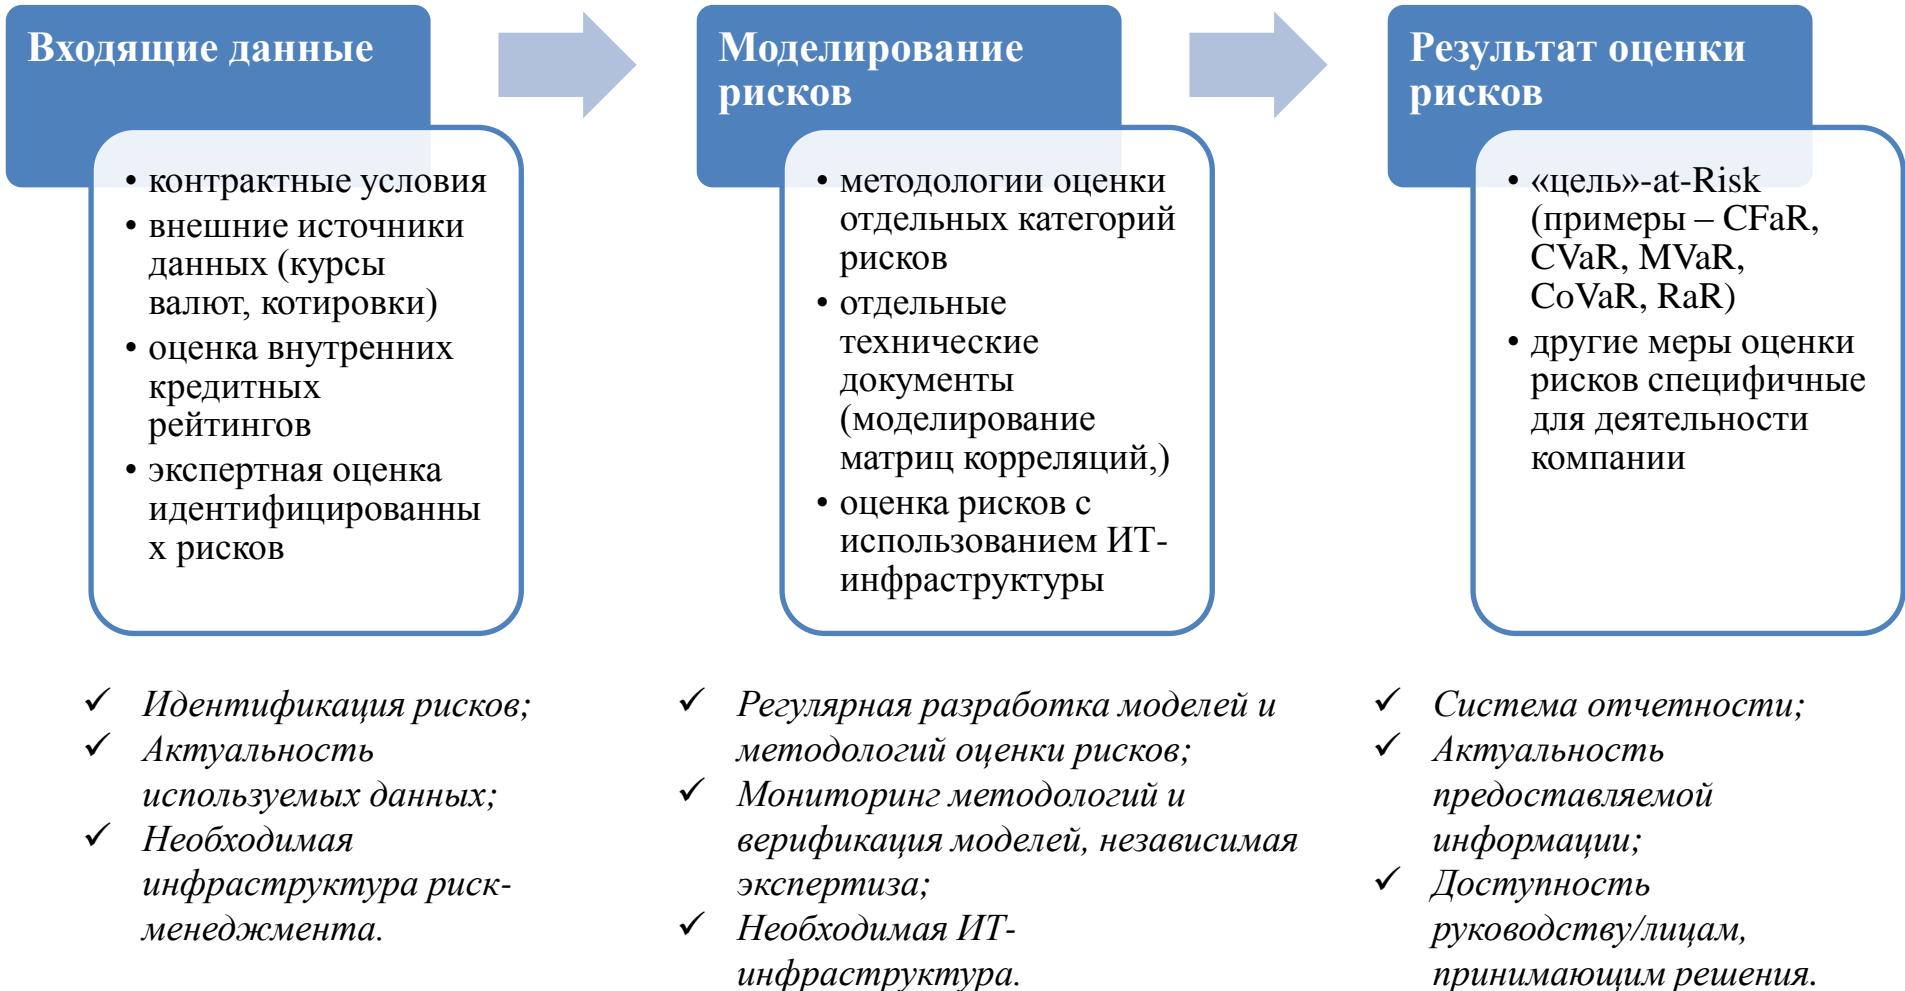 Входящие данные
• контрактные условия
• внешние источники
данных (курсы
валют, котировки)
• оценка внутренних
кредитных
рейтингов
• экспертная оценка
идентифицированны
х рисков
Моделирование
рисков
• методологии оценки
отдельных категорий
рисков
• отдельные
технические
документы
(моделирование
матриц корреляций,)
• оценка рисков с
использованием ИТ-
инфраструктуры
Результат оценки
рисков
• «цель»-at-Risk
(примеры – CFaR,
CVaR, MVaR,
CoVaR, RaR)
• другие меры оценки
рисков специфичные
для деятельности
компании
✓ Идентификация рисков;
✓ Актуальность
используемых данных;
✓ Необходимая
инфраструктура риск-
менеджмента.
✓ Регулярная разработка моделей и
методологий оценки рисков;
✓ Мониторинг методологий и
верификация моделей, независимая
экспертиза;
✓ Необходимая ИТ-
инфраструктура.
✓ Система отчетности;
✓ Актуальность
предоставляемой
информации;
✓ Доступность
руководству/лицам,
принимающим решения.